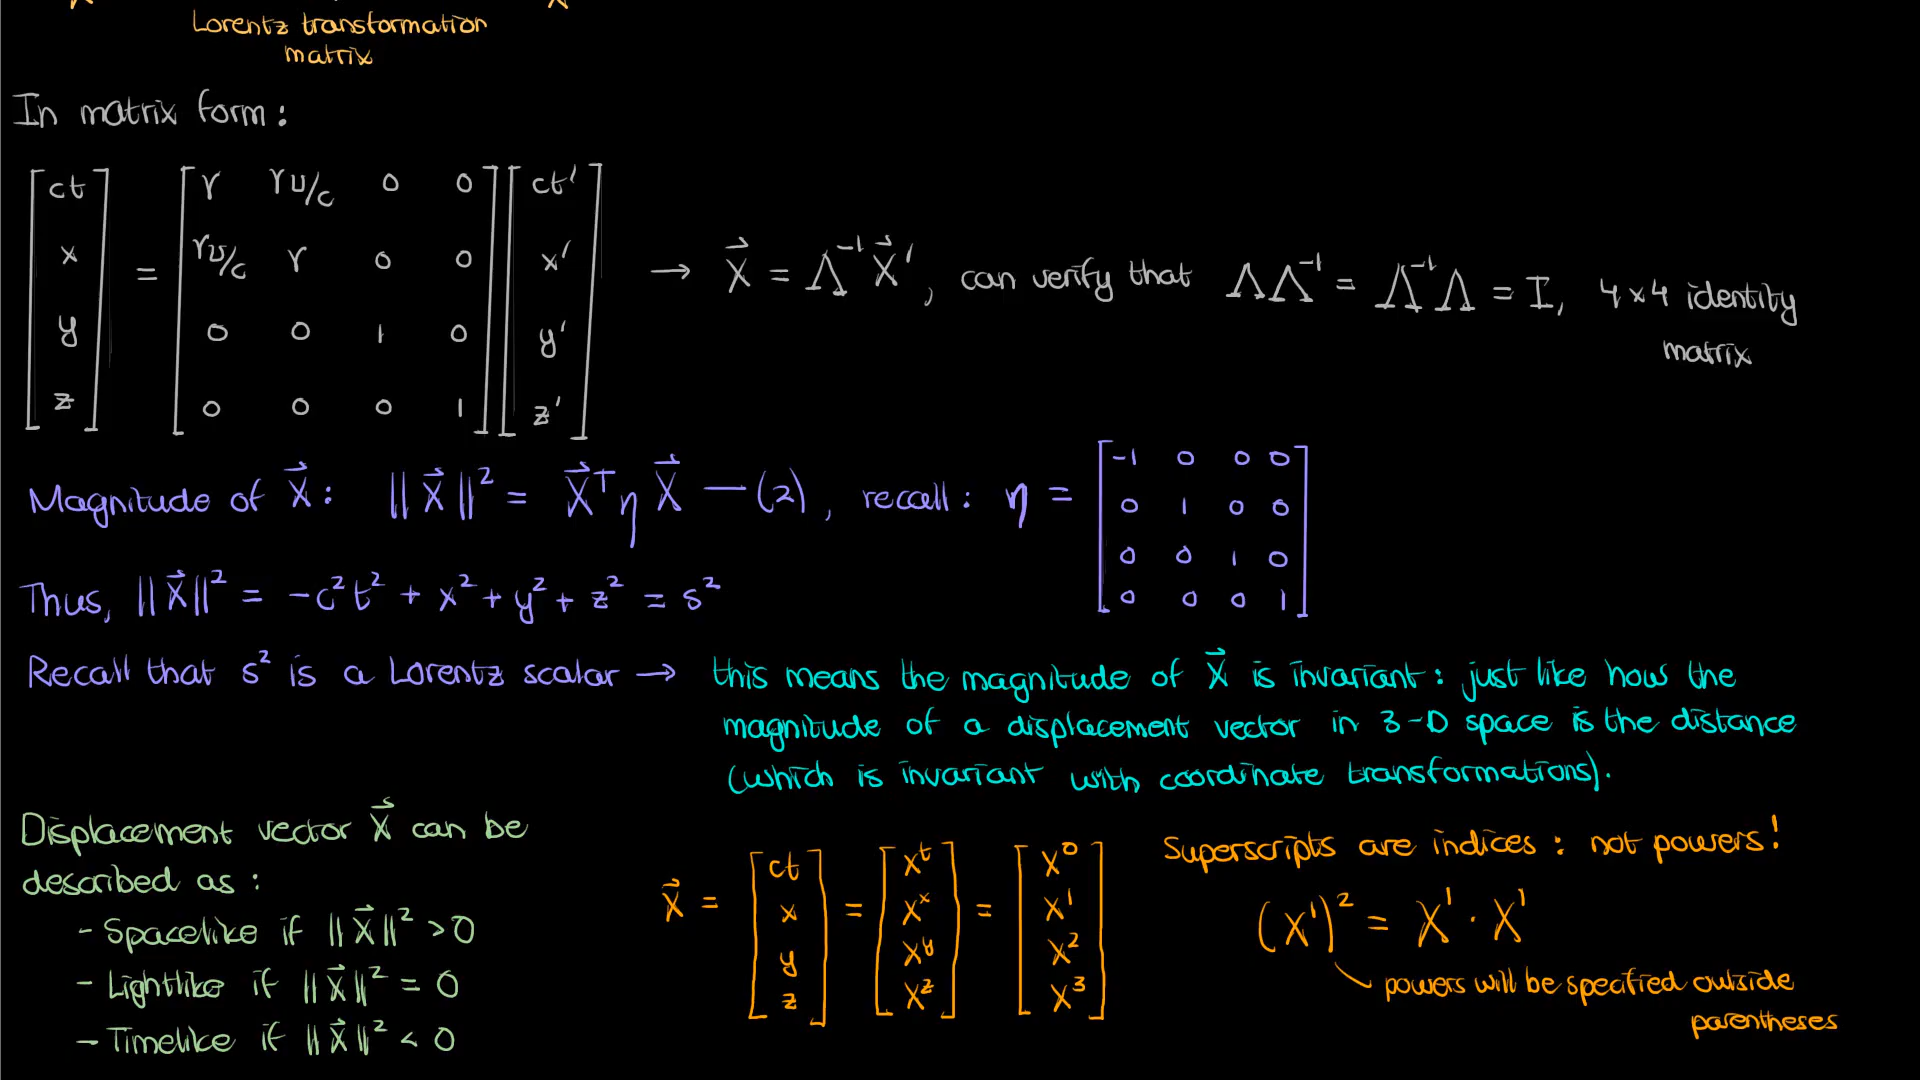 Lorentz transformation
matrix
In matrix form:
[ct x y z] = [γ γv/c 0 0; γv/c γ 0 0; 0 0 1 0; 0 0 0 1] [ct' x' y' z'] → X⃗ = Λ⁻¹ X⃗', can verify that ΛΛ⁻¹ = Λ⁻¹Λ = I, 4×4 identity
matrix
Magnitude of X⃗: ||X⃗||² = X⃗ᵀ η X⃗ — (2), recall: η = [-1 0 0 0; 0 1 0 0; 0 0 1 0; 0 0 0 1]
Thus, ||X⃗||² = -c²t² + x² + y² + z² = s²
Recall that s² is a Lorentz scalar → this means the magnitude of X⃗ is invariant: just like how the
magnitude of a displacement vector in 3-D space is the distance
(which is invariant with coordinate transformations).
Displacement vector X⃗ can be
described as:
- Spacelike if ||X⃗||² > 0
- Lightlike if ||X⃗||² = 0
- Timelike if ||X⃗||² < 0
X⃗ = [ct x y z] = [Xᵗ Xˣ Xʸ Xᶻ] = [X⁰ X¹ X² X³]
Superscripts are indices: not powers!
(X¹)² = X¹ · X¹
powers will be specified outside
parentheses